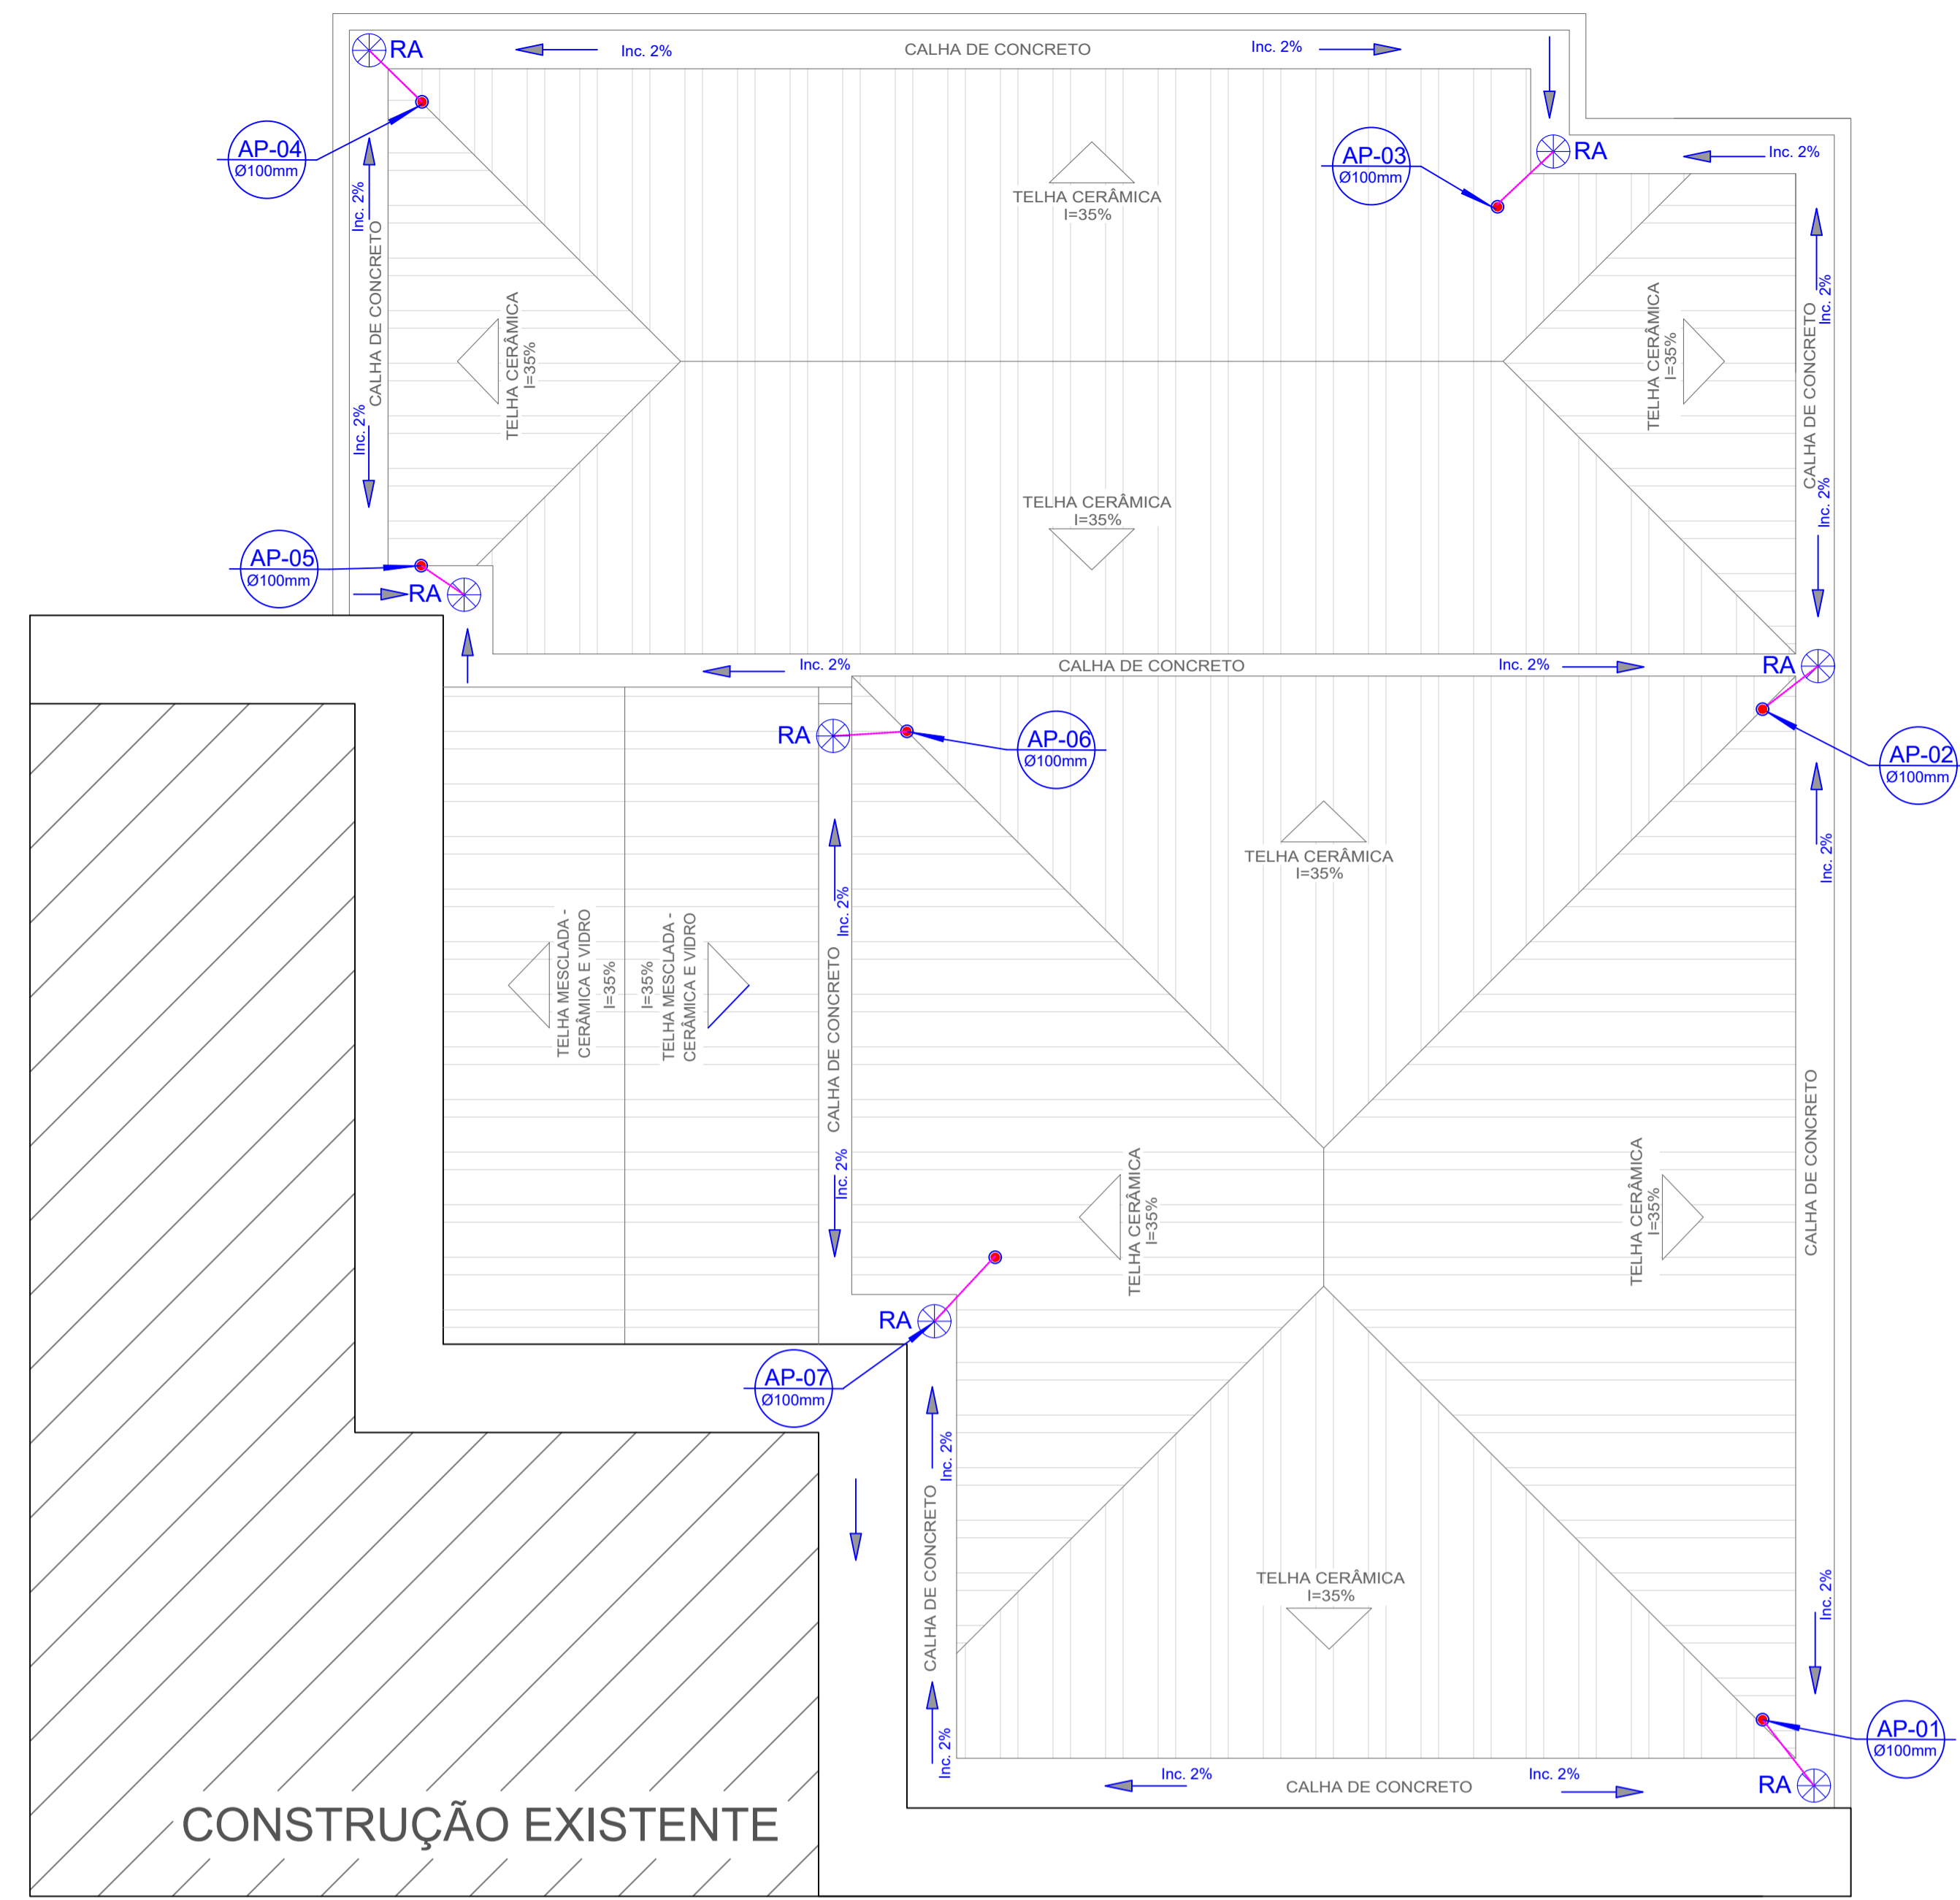 RA
Inc. 2%
CALHA DE CONCRETO
Inc. 2%
AP-04
Ø100mm
AP-03
Ø100mm
RA
Inc. 2%
TELHA CERÂMICA
I=35%
Inc. 2%
CALHA DE CONCRETO
Inc. 2%
TELHA CERÂMICA
I=35%
TELHA CERÂMICA
I=35%
Inc. 2%
CALHA DE CONCRETO
Inc. 2%
TELHA CERÂMICA
I=35%
AP-05
Ø100mm
RA
Inc. 2%
CALHA DE CONCRETO
Inc. 2%
RA
RA
AP-06
Ø100mm
AP-02
Ø100mm
Inc. 2%
TELHA CERÂMICA
I=35%
TELHA MESCLADA -
CERÂMICA E VIDRO
I=35%
I=35%
TELHA MESCLADA -
CERÂMICA E VIDRO
Inc. 2%
CALHA DE CONCRETO
Inc. 2%
TELHA CERÂMICA
I=35%
TELHA CERÂMICA
I=35%
CALHA DE CONCRETO
RA
AP-07
Ø100mm
Inc. 2%
CALHA DE CONCRETO
Inc. 2%
TELHA CERÂMICA
I=35%
Inc. 2%
AP-01
Ø100mm
Inc. 2%
CALHA DE CONCRETO
Inc. 2%
RA
CONSTRUÇÃO EXISTENTE